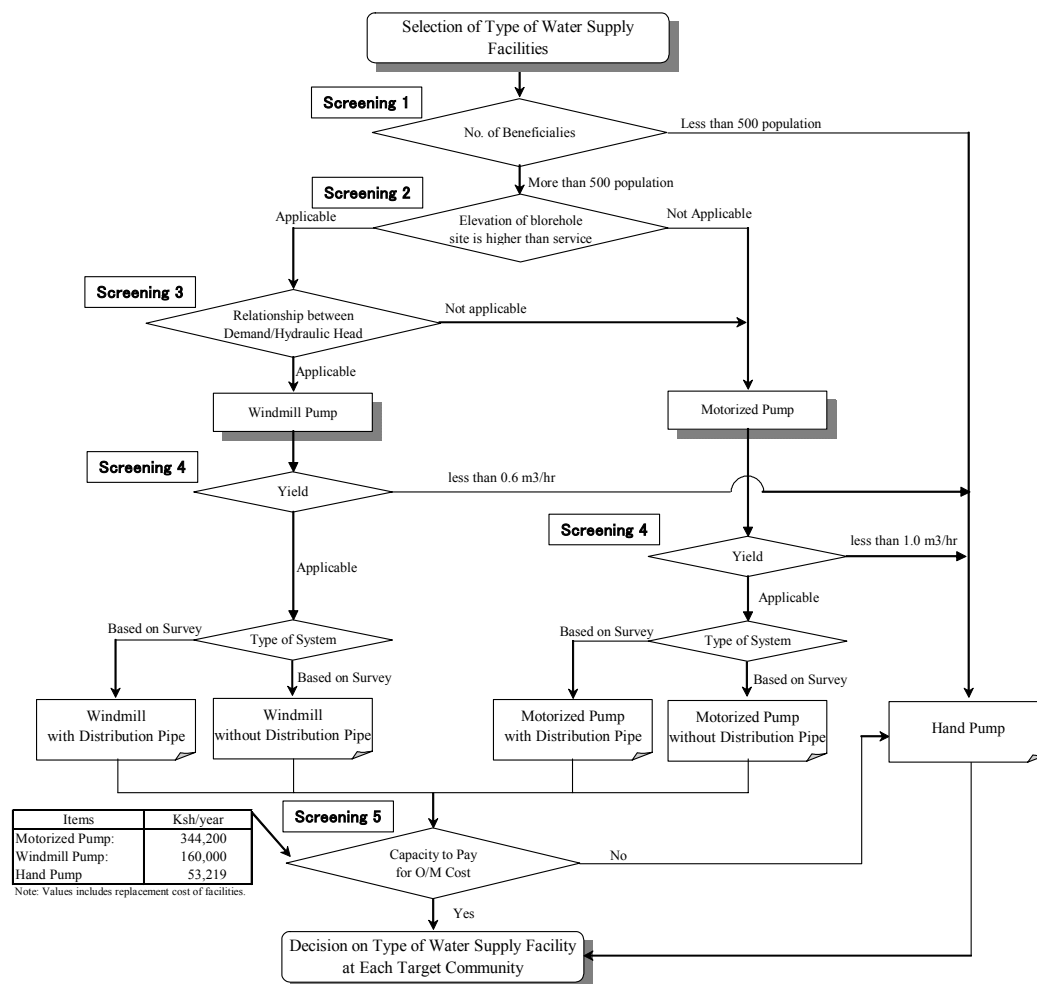 Selection of Type of Water Supply
Facilities
Screening 1
No. of Beneficialies
Less than 500 population
More than 500 population
Screening 2
Applicable
Elevation of blorehole
site is higher than service
Not Applicable
Screening 3
Relationship between
Demand/Hydraulic Head
Not applicable
Applicable
Windmill Pump
Motorized Pump
Screening 4
Yield
less than 0.6 m3/hr
Screening 4
Yield
less than 1.0 m3/hr
Applicable
Applicable
Based on Survey
Type of System
Based on Survey
Based on Survey
Type of System
Based on Survey
Windmill
with Distribution Pipe
Windmill
without Distribution Pipe
Motorized Pump
with Distribution Pipe
Motorized Pump
without Distribution Pipe
Hand Pump
Screening 5
Items Ksh/year
Motorized Pump: 344,200
Windmill Pump: 160,000
Hand Pump 53,219
Note: Values includes replacement cost of facilities.
Capacity to Pay
for O/M Cost
No
Yes
Decision on Type of Water Supply Facility
at Each Target Community